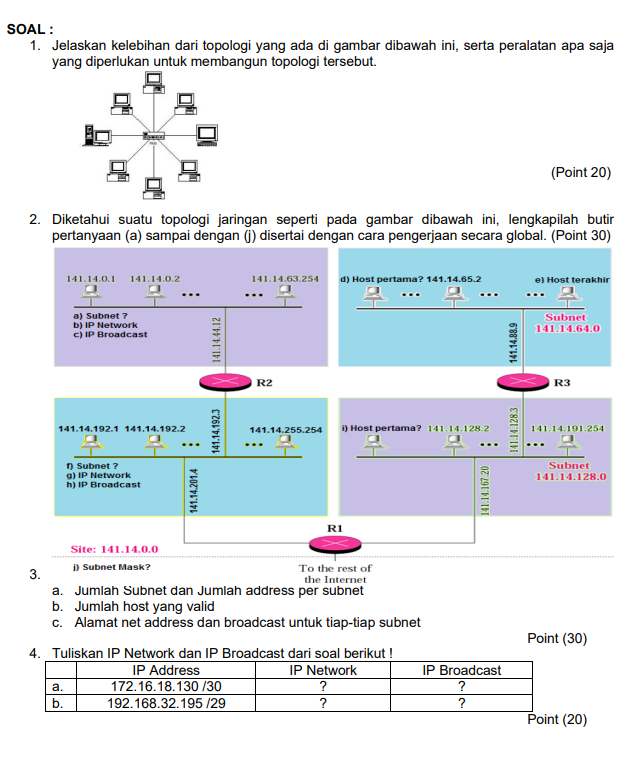 SOAL :
1. Jelaskan kelebihan dari topologi yang ada di gambar dibawah ini, serta peralatan apa saja
yang diperlukan untuk membangun topologi tersebut.
(Point 20)
2. Diketahui suatu topologi jaringan seperti pada gambar dibawah ini, lengkapilah butir
pertanyaan (a) sampai dengan (j) disertai dengan cara pengerjaan secara global. (Point 30)
141.14.0.1 141.14.0.2 141.14.63.254
a) Subnet ?
b) IP Network
c) IP Broadcast
141.14.44.12
d) Host pertama? 141.14.65.2 e) Host terakhir
Subnet
141.14.64.0
141.14.88.9
R2
R3
141.14.192.1 141.14.192.2 141.14.255.254
141.14.192.3
f) Subnet ?
g) IP Network
h) IP Broadcast
141.14.201.4
i) Host pertama? 141.14.128.2 141.14.191.254
141.14.128.3
Subnet
141.14.128.0
141.14.167.20
R1
Site: 141.14.0.0
j) Subnet Mask?
To the rest of
the Internet
3.
a. Jumlah Subnet dan Jumlah address per subnet
b. Jumlah host yang valid
c. Alamat net address dan broadcast untuk tiap-tiap subnet
Point (30)
4. Tuliskan IP Network dan IP Broadcast dari soal berikut !
IP Address IP Network IP Broadcast
a. 172.16.18.130 /30 ? ?
b. 192.168.32.195 /29 ? ?
Point (20)